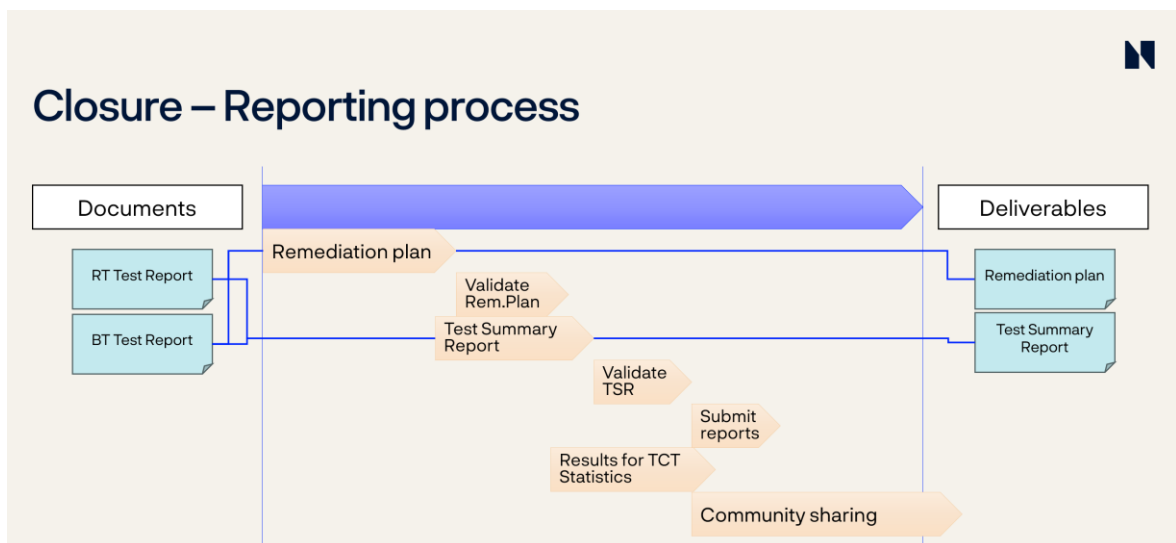 Closure – Reporting process
Documents
Deliverables
Remediation plan
RT Test Report
Remediation plan
Validate
Rem.Plan
BT Test Report
Test Summary
Report
Test Summary
Report
Validate
TSR
Submit
reports
Results for TCT
Statistics
Community sharing